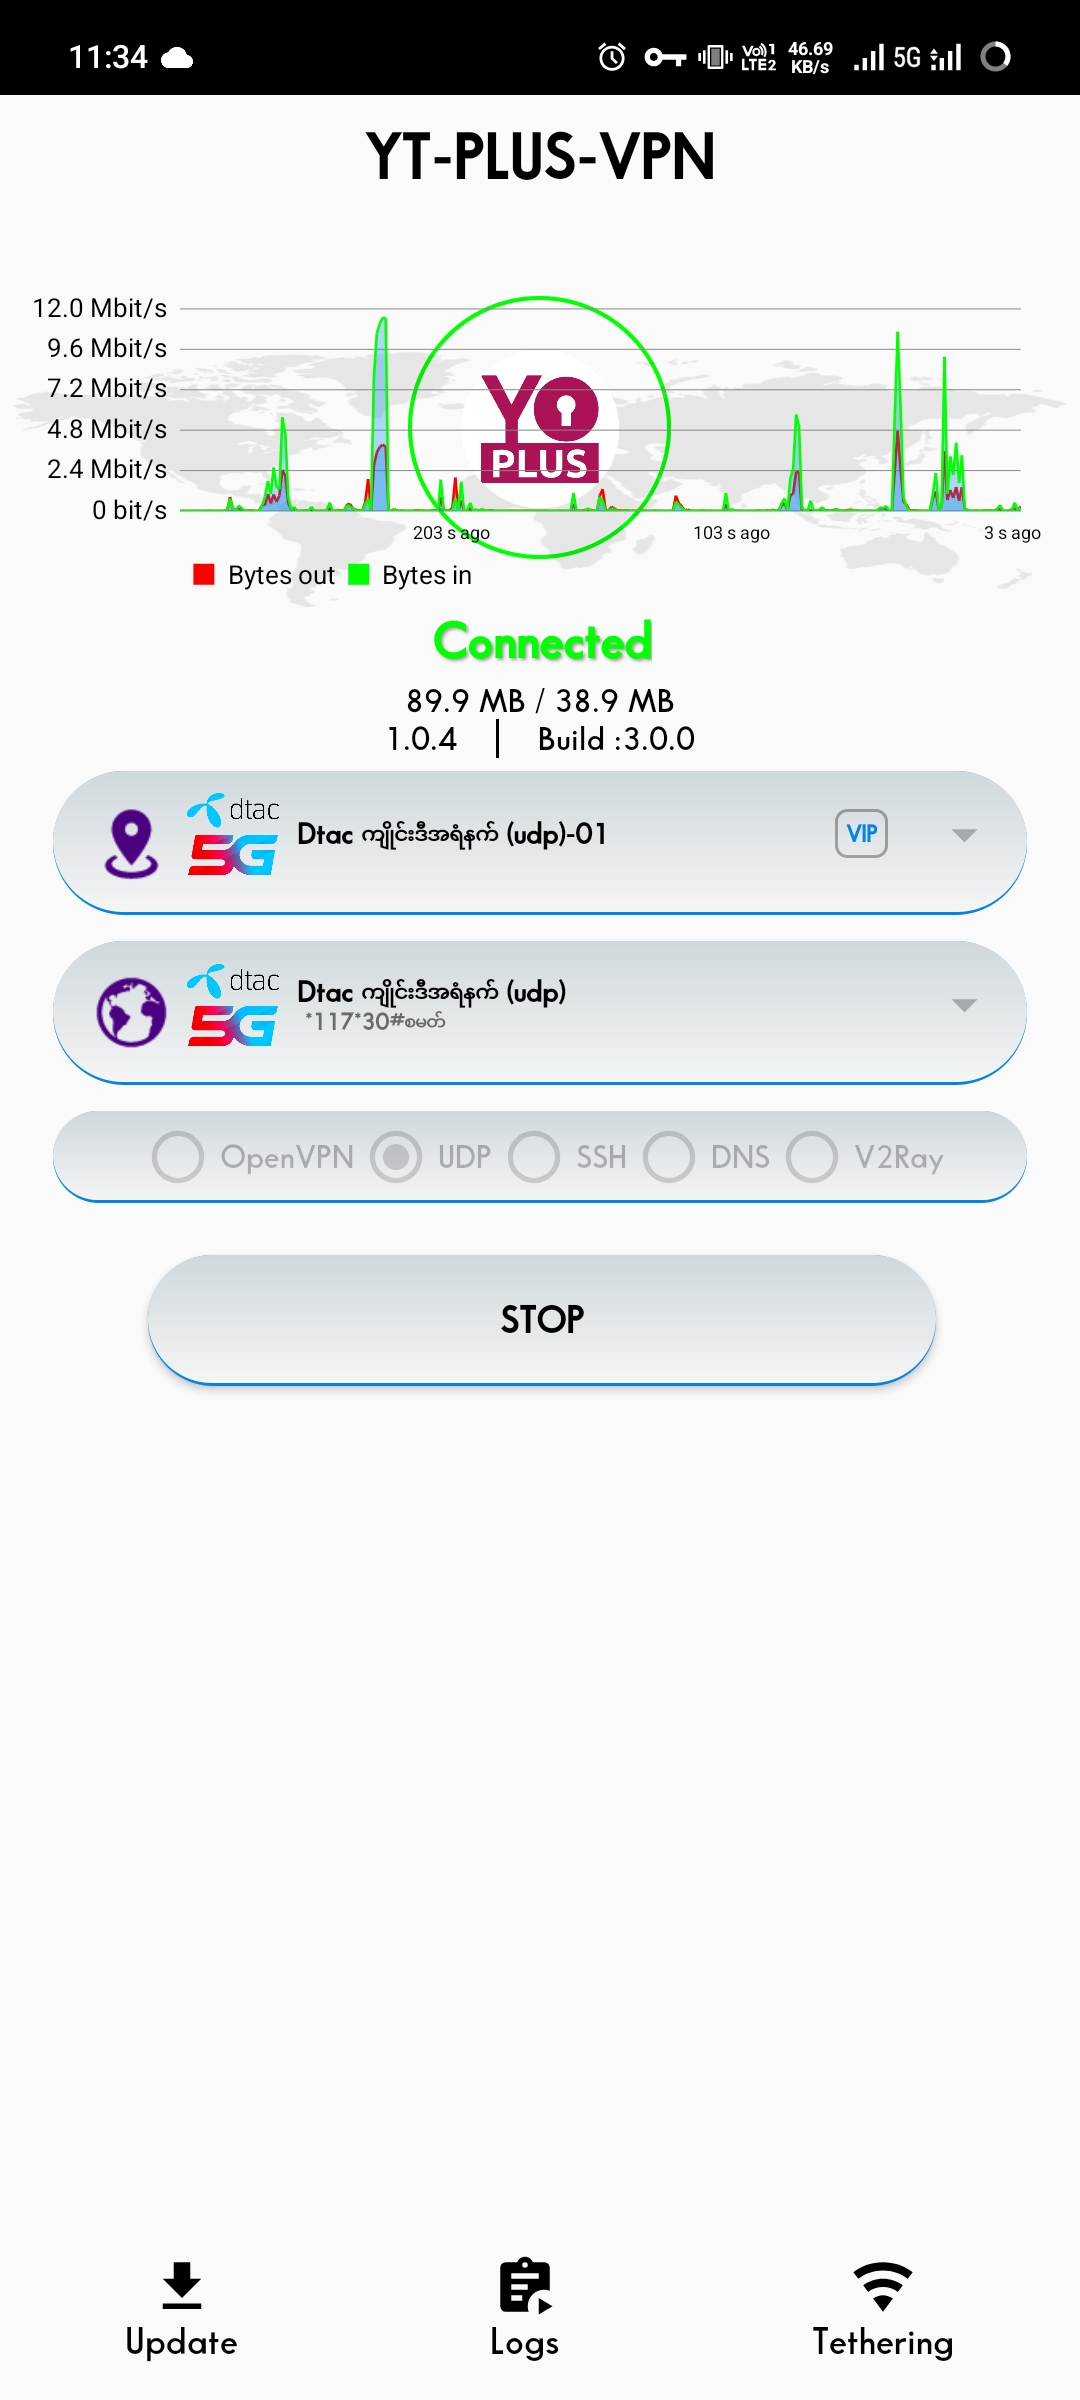 11:34
Vo)) 1
LTE2
46.69
KB/s
5G
YT-PLUS-VPN
12.0 Mbit/s
9.6 Mbit/s
7.2 Mbit/s
4.8 Mbit/s
2.4 Mbit/s
0 bit/s
YO
PLUS
203 s ago
103 s ago
3 s ago
Bytes out
Bytes in
Connected
89.9 MB / 38.9 MB
1.0.4 | Build :3.0.0
dtac
5G
Dtac ကျိုင်းဒီအရံနက် (udp)-01
VIP
dtac
5G
Dtac ကျိုင်းဒီအရံနက် (udp)
*117*30#စမတ်
OpenVPN UDP SSH DNS V2Ray
STOP
Update
Logs
Tethering